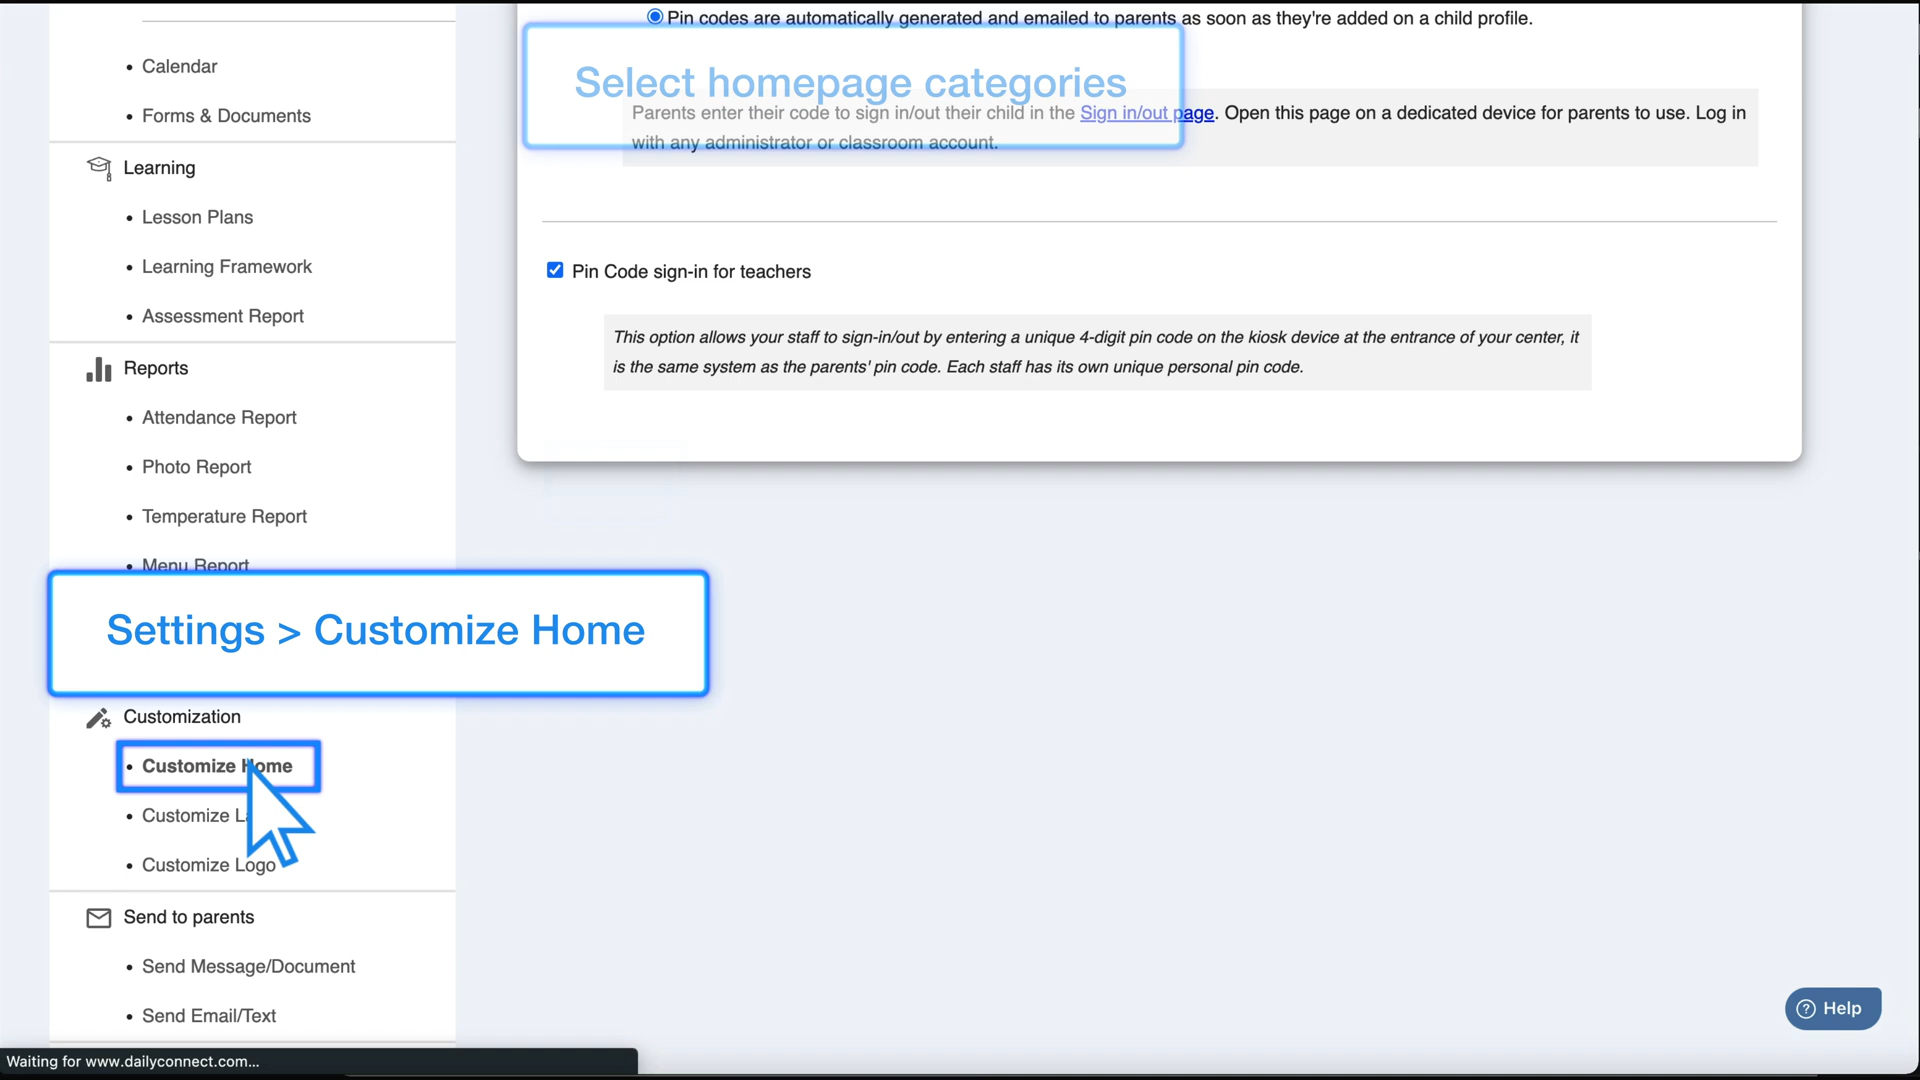 Calendar
Forms & Documents
Learning
Lesson Plans
Learning Framework
Assessment Report
Reports
Attendance Report
Photo Report
Temperature Report
Menu Report
Settings > Customize Home
Customization
Customize Home
Customize
Customize Logo
Send to parents
Send Message/Document
Send Email/Text
Pin codes are automatically generated and emailed to parents as soon as they're added on a child profile.
Select homepage categories
Parents enter their code to sign in/out their child in the Sign in/out page. Open this page on a dedicated device for parents to use. Log in
with any administrator or classroom account.
Pin Code sign-in for teachers
This option allows your staff to sign-in/out by entering a unique 4-digit pin code on the kiosk device at the entrance of your center, it
is the same system as the parents' pin code. Each staff has its own unique personal pin code.
Help
Waiting for www.dailyconnect.com...